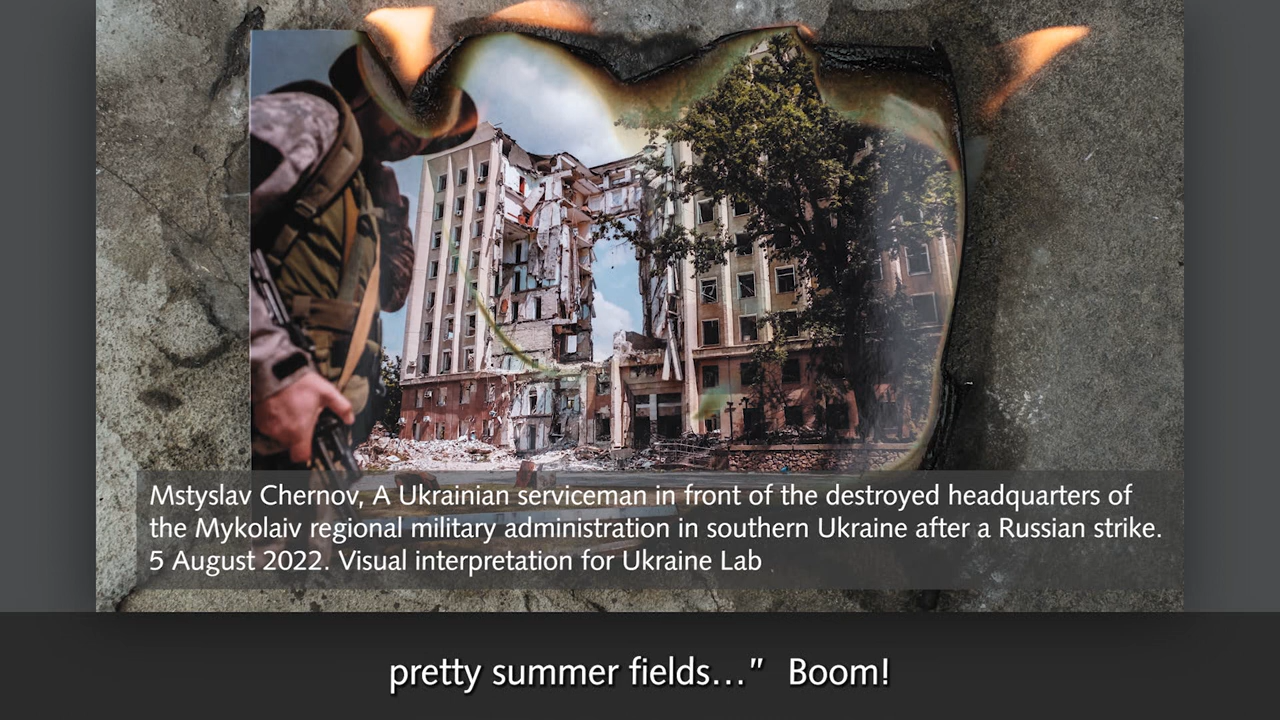 Mstyslav Chernov, A Ukrainian serviceman in front of the destroyed headquarters of
the Mykolaiv regional military administration in southern Ukraine after a Russian strike.
5 August 2022. Visual interpretation for Ukraine Lab
pretty summer fields…” Boom!